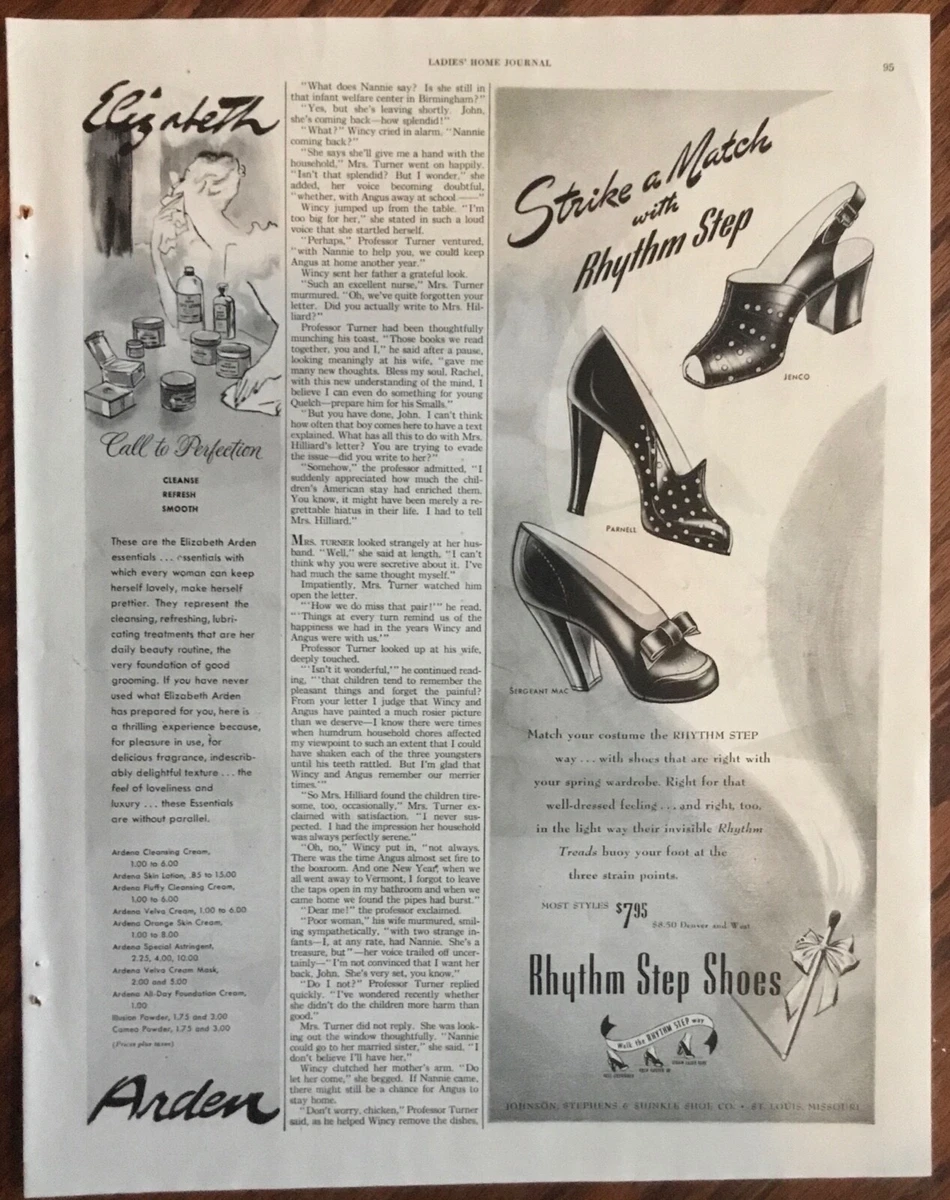 LADIES' HOME JOURNAL
95
Elizabeth
Call to Perfection
CLEANSE
REFRESH
SMOOTH
These are the Elizabeth Arden
essentials ... essentials with
which every woman can keep
herself lovely, make herself
prettier. They represent the
cleansing, refreshing, lubri-
cating treatments that are her
daily beauty routine, the
very foundation of good
grooming. If you have never
used what Elizabeth Arden
has prepared for you, here is
a thrilling experience because,
for pleasure in use, for
delicious fragrance, indescrib-
ably delightful texture ... the
feel of loveliness and
luxury ... these Essentials
are without parallel.
Ardena Cleansing Cream,
1.00 to 6.00
Ardena Skin Lotion, .85 to 15.00
Ardena Fluffy Cleansing Cream,
1.00 to 6.00
Ardena Velva Cream, 1.00 to 6.00
Ardena Orange Skin Cream,
1.00 to 8.00
Ardena Special Astringent,
2.25, 4.00, 10.00
Ardena Velva Cream Mask,
2.00 and 5.00
Ardena All-Day Foundation Cream,
1.00
Illusion Powder, 1.75 and 3.00
Cameo Powder, 1.75 and 3.00
(Prices plus taxes)
Arden
"What does Nannie say? Is she still in
that infant welfare center in Birmingham?"
"Yes, but she's leaving shortly. John,
she's coming back—how splendid!"
"What?" Wincy cried in alarm. "Nannie
coming back?"
"She says she'll give me a hand with the
household," Mrs. Turner went on happily.
"Isn't that splendid? But I wonder," she
added, her voice becoming doubtful,
"whether, with Angus away at school——"
Wincy jumped up from the table. "I'm
too big for her," she stated in such a loud
voice that she startled herself.
"Perhaps," Professor Turner ventured,
"with Nannie to help you, we could keep
Angus at home another year."
Wincy sent her father a grateful look.
"Such an excellent nurse," Mrs. Turner
murmured. "Oh, we've quite forgotten your
letter. Did you actually write to Mrs. Hil-
liard?"
Professor Turner had been thoughtfully
munching his toast. "Those books we read
together, you and I," he said after a pause,
looking meaningly at his wife, "gave me
many new thoughts. Bless my soul, Rachel,
with this new understanding of the mind, I
believe I can even do something for young
Quelch—prepare him for his Smalls."
"But you have done, John. I can't think
how often that boy comes here to have a text
explained. What has all this to do with Mrs.
Hilliard's letter? You are trying to evade
the issue—did you write to her?"
"Somehow," the professor admitted, "I
suddenly appreciated how much the chil-
dren's American stay had enriched them.
You know, it might have been merely a re-
grettable hiatus in their life. I had to tell
Mrs. Hilliard."
MRS. TURNER looked strangely at her hus-
band. "Well," she said at length, "I can't
think why you were secretive about it. I've
had much the same thought myself."
Impatiently, Mrs. Turner watched him
open the letter.
"'How we do miss that pair!'" he read.
"'Things at every turn remind us of the
happiness we had in the years Wincy and
Angus were with us.'"
Professor Turner looked up at his wife,
deeply touched.
"'Isn't it wonderful,'" he continued read-
ing, "'that children tend to remember the
pleasant things and forget the painful?
From your letter I judge that Wincy and
Angus have painted a much rosier picture
than we deserve—I know there were times
when humdrum household chores affected
my viewpoint to such an extent that I could
have shaken each of the three youngsters
until his teeth rattled. But I'm glad that
Wincy and Angus remember our merrier
times.'"
"So Mrs. Hilliard found the children tire-
some, too, occasionally," Mrs. Turner ex-
claimed with satisfaction. "I never sus-
pected. I had the impression her household
was always perfectly serene."
"Oh, no," Wincy put in, "not always.
There was the time Angus almost set fire to
the boxroom. And one New Year, when we
all went away to Vermont, I forgot to leave
the taps open in my bathroom and when we
came home we found the pipes had burst."
"Dear me!" the professor exclaimed.
"Poor woman," his wife murmured, smil-
ing sympathetically, "with two strange in-
fants—I, at any rate, had Nannie. She's a
treasure, but"—her voice trailed off uncer-
tainly—"I'm not convinced that I want her
back, John. She's very set, you know."
"Do I not?" Professor Turner replied
quickly. "I've wondered recently whether
she didn't do the children more harm than
good."
Mrs. Turner did not reply. She was look-
ing out the window thoughtfully. "Nannie
could go to her married sister," she said. "I
don't believe I'll have her."
Wincy clutched her mother's arm. "Do
let her come," she begged. If Nannie came,
there might still be a chance for Angus to
stay home.
"Don't worry, chicken," Professor Turner
said, as he helped Wincy remove the dishes,
Strike a Match
with
Rhythm Step
JENCO
PARNELL
SERGEANT MAC
Match your costume the RHYTHM STEP
way ... with shoes that are right with
your spring wardrobe. Right for that
well-dressed feeling ... and right, too,
in the light way their invisible Rhythm
Treads buoy your foot at the
three strain points.
MOST STYLES $7.95
$8.50 Denver and West
Rhythm Step Shoes
Walk the RHYTHM STEP way
JOHNSON, STEPHENS & SHINKLE SHOE CO. • ST. LOUIS, MISSOURI